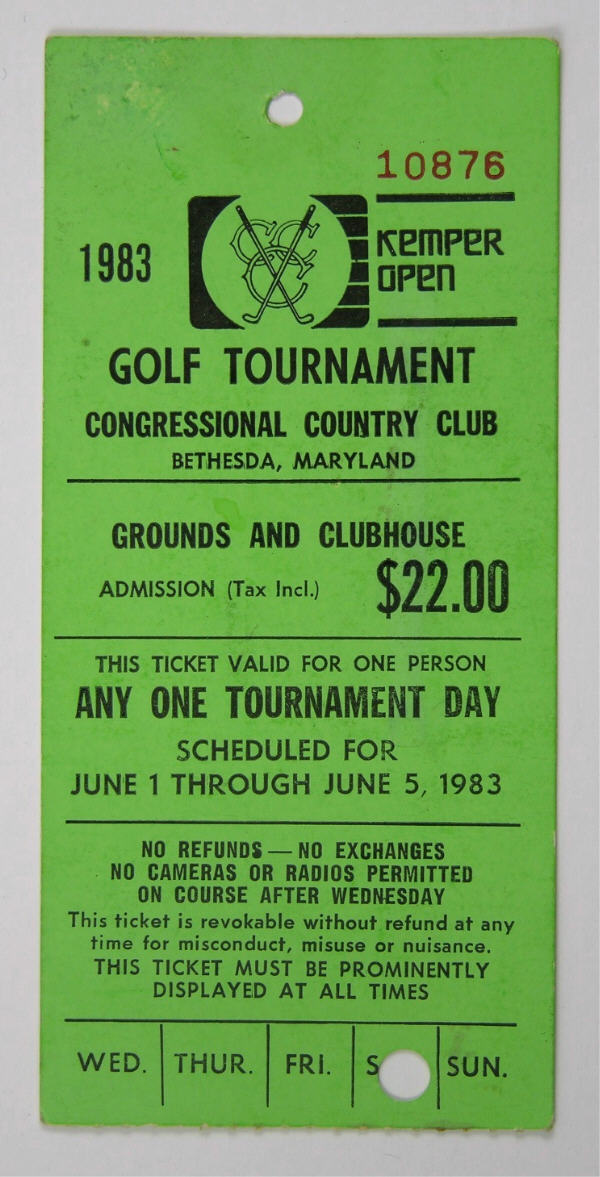 10876
1983
CCC
KEMPER
OPEN
GOLF TOURNAMENT
CONGRESSIONAL COUNTRY CLUB
BETHESDA, MARYLAND
GROUNDS AND CLUBHOUSE
ADMISSION (Tax Incl.) $22.00
THIS TICKET VALID FOR ONE PERSON
ANY ONE TOURNAMENT DAY
SCHEDULED FOR
JUNE 1 THROUGH JUNE 5, 1983
NO REFUNDS — NO EXCHANGES
NO CAMERAS OR RADIOS PERMITTED
ON COURSE AFTER WEDNESDAY
This ticket is revokable without refund at any
time for misconduct, misuse or nuisance.
THIS TICKET MUST BE PROMINENTLY
DISPLAYED AT ALL TIMES
WED. THUR. FRI. S SUN.